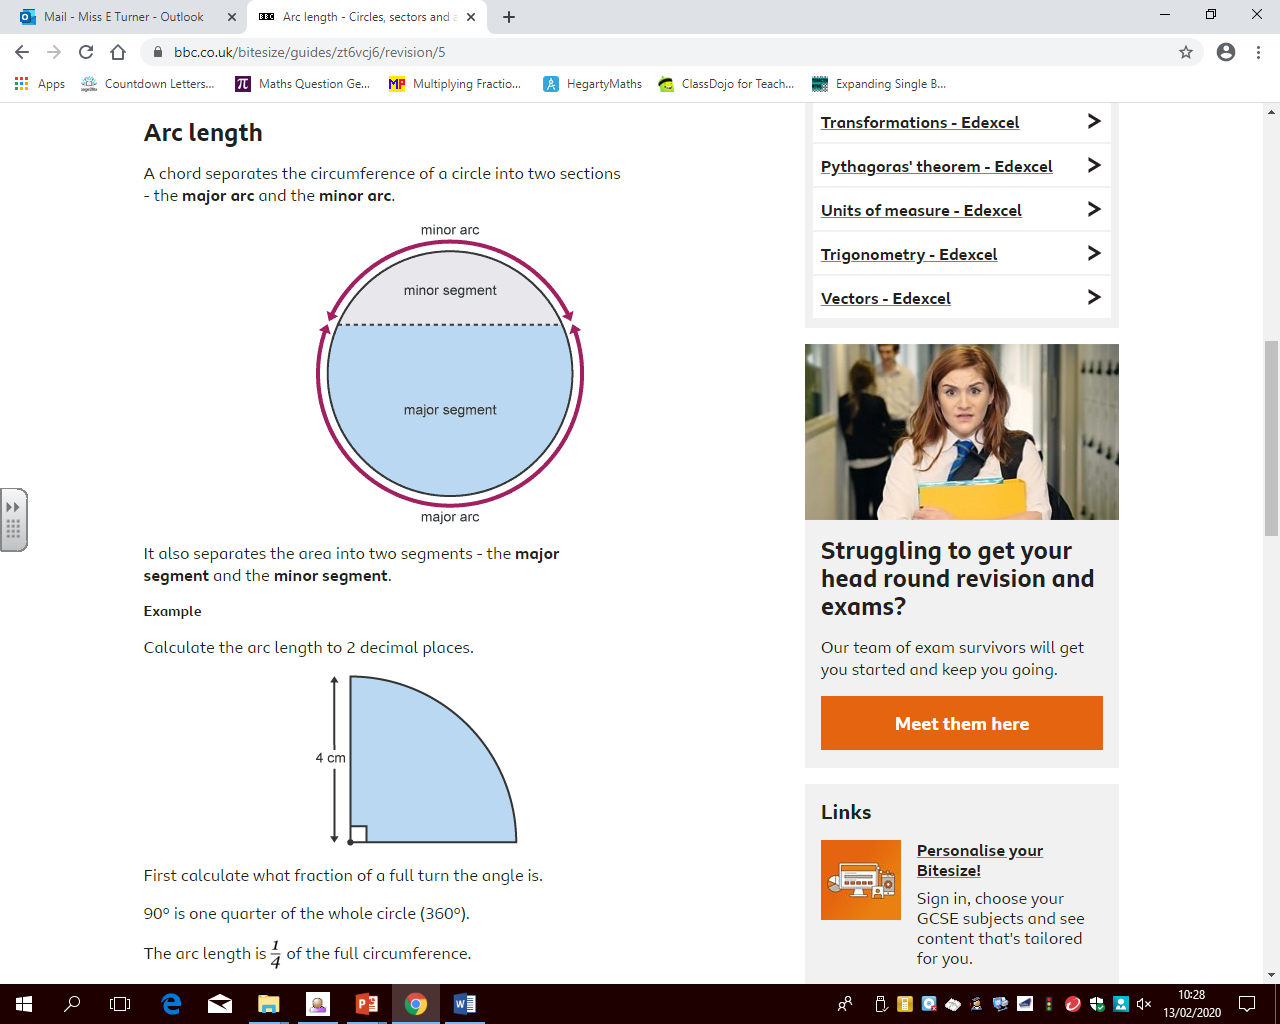 Mail - Miss E Turner - Outlook
BBC Arc length - Circles, sectors and a
bbc.co.uk/bitesize/guides/zt6vcj6/revision/5
Apps
Countdown Letters...
Maths Question Ge...
MP Multiplying Fractio...
HegartyMaths
ClassDojo for Teach...
Expanding Single B...
Arc length
A chord separates the circumference of a circle into two sections
- the major arc and the minor arc.
minor arc
minor segment
major segment
major arc
It also separates the area into two segments - the major
segment and the minor segment.
Example
Calculate the arc length to 2 decimal places.
4 cm
First calculate what fraction of a full turn the angle is.
90° is one quarter of the whole circle (360°).
The arc length is 1/4 of the full circumference.
Transformations - Edexcel
Pythagoras' theorem - Edexcel
Units of measure - Edexcel
Trigonometry - Edexcel
Vectors - Edexcel
Struggling to get your
head round revision and
exams?
Our team of exam survivors will get
you started and keep you going.
Meet them here
Links
Personalise your
Bitesize!
Sign in, choose your
GCSE subjects and see
content that's tailored
for you.
10:28
13/02/2020